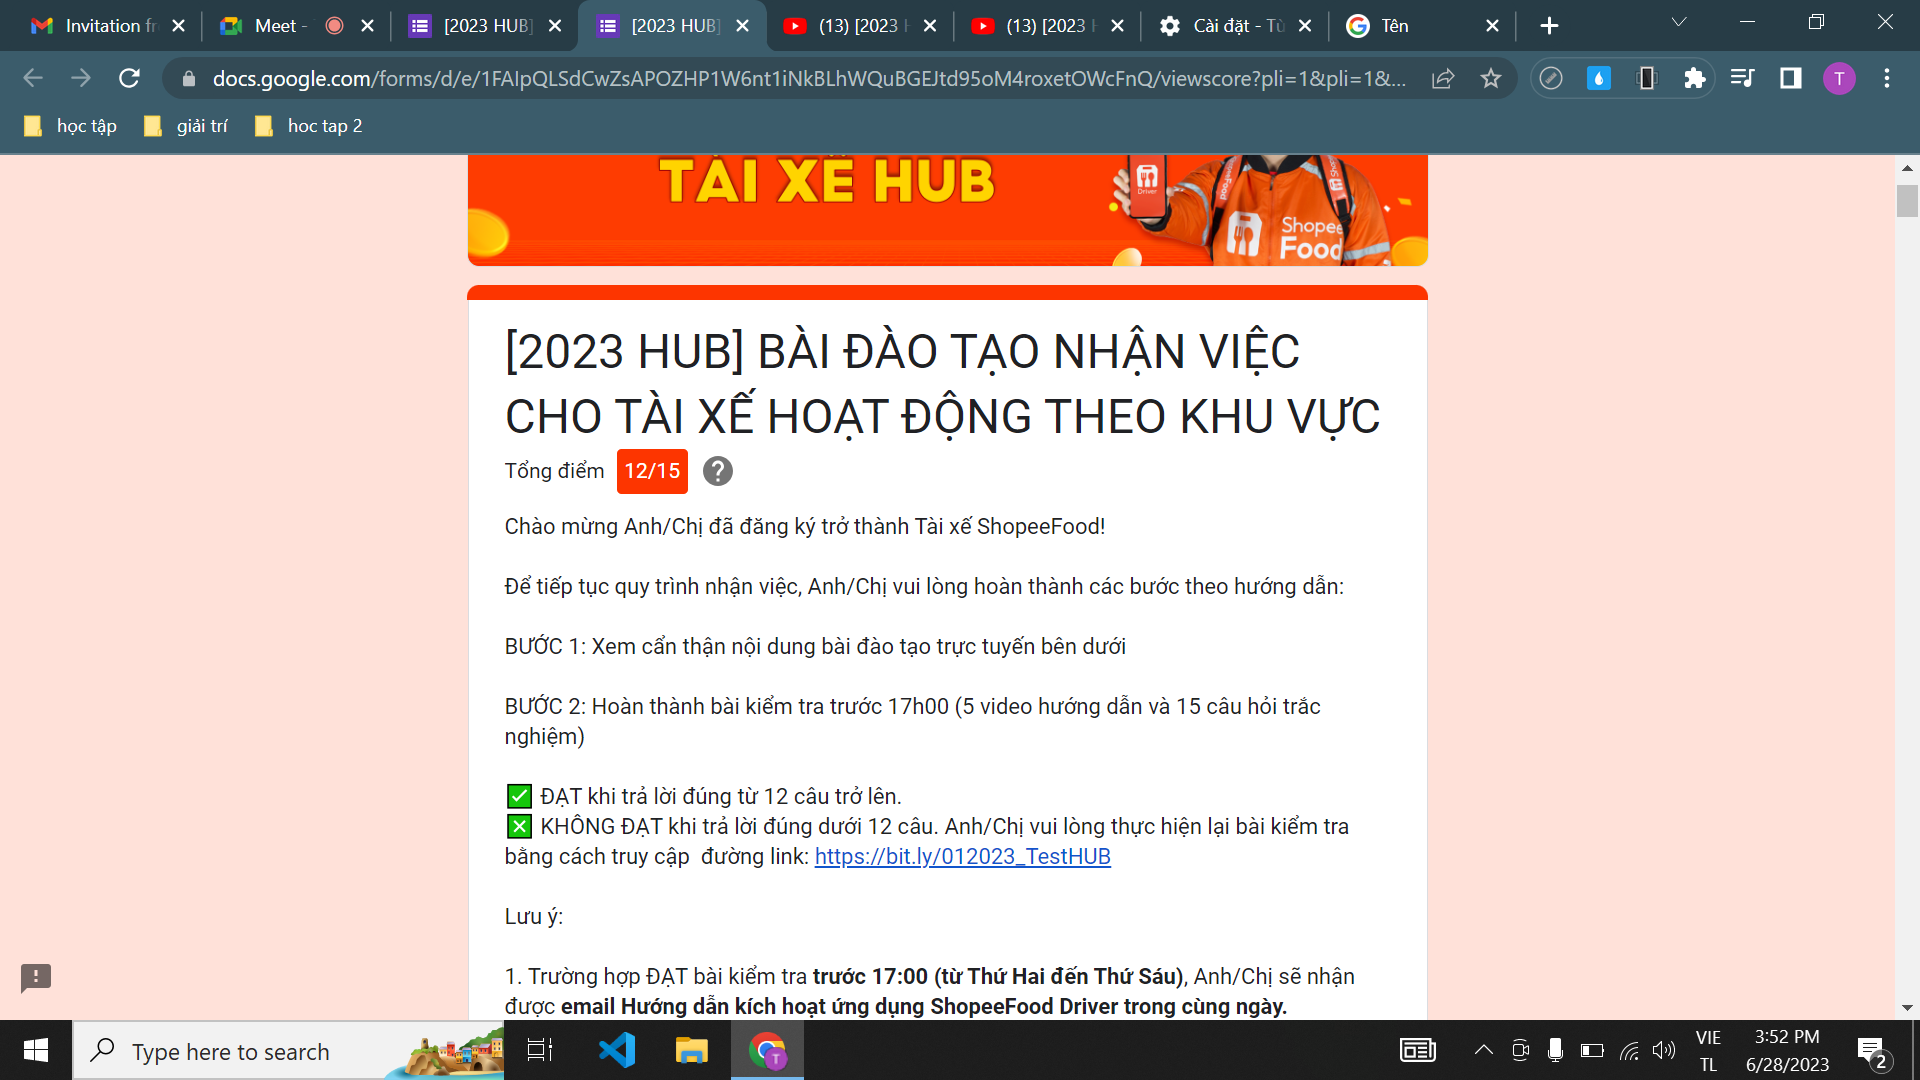 Invitation fr
Meet -
[2023 HUB]
[2023 HUB]
(13) [2023 H
(13) [2023 H
Cài đặt - Tù
Tên
docs.google.com/forms/d/e/1FAIpQLSdCwZsAPOZHP1W6nt1iNkBLhWQuBGEJtd95oM4roxetOWcFnQ/viewscore?pli=1&pli=1&...
T
học tập
giải trí
hoc tap 2
TÀI XẾ HUB
Driver
Shopee
Food
[2023 HUB] BÀI ĐÀO TẠO NHẬN VIỆC
CHO TÀI XẾ HOẠT ĐỘNG THEO KHU VỰC
Tổng điểm 12/15
Chào mừng Anh/Chị đã đăng ký trở thành Tài xế ShopeeFood!
Để tiếp tục quy trình nhận việc, Anh/Chị vui lòng hoàn thành các bước theo hướng dẫn:
BƯỚC 1: Xem cẩn thận nội dung bài đào tạo trực tuyến bên dưới
BƯỚC 2: Hoàn thành bài kiểm tra trước 17h00 (5 video hướng dẫn và 15 câu hỏi trắc
nghiệm)
✅ ĐẠT khi trả lời đúng từ 12 câu trở lên.
❎ KHÔNG ĐẠT khi trả lời đúng dưới 12 câu. Anh/Chị vui lòng thực hiện lại bài kiểm tra
bằng cách truy cập  đường link: https://bit.ly/012023_TestHUB
Lưu ý:
1. Trường hợp ĐẠT bài kiểm tra trước 17:00 (từ Thứ Hai đến Thứ Sáu), Anh/Chị sẽ nhận
được email Hướng dẫn kích hoạt ứng dụng ShopeeFood Driver trong cùng ngày.
Type here to search
T
VIE
TL
3:52 PM
6/28/2023
2